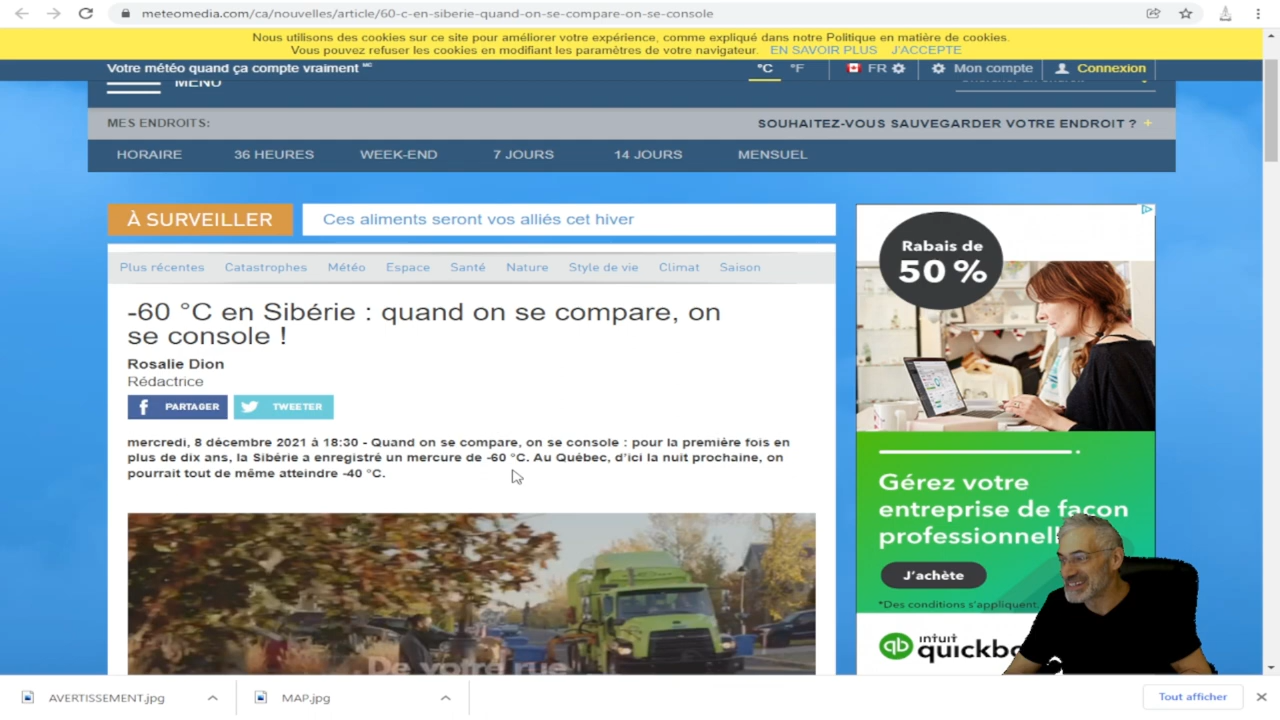 meteomedia.com/ca/nouvelles/article/60-c-en-siberie-quand-on-se-compare-on-se-console
Nous utilisons des cookies sur ce site pour améliorer votre expérience, comme expliqué dans notre Politique en matière de cookies.
Vous pouvez refuser les cookies en modifiant les paramètres de votre navigateur. EN SAVOIR PLUS J'ACCEPTE
Votre météo quand ça compte vraiment MC
°C °F FR Mon compte Connexion
MENU
MES ENDROITS: SOUHAITEZ-VOUS SAUVEGARDER VOTRE ENDROIT ? +
HORAIRE 36 HEURES WEEK-END 7 JOURS 14 JOURS MENSUEL
À SURVEILLER Ces aliments seront vos alliés cet hiver
Plus récentes Catastrophes Météo Espace Santé Nature Style de vie Climat Saison
-60 °C en Sibérie : quand on se compare, on
se console !
Rosalie Dion
Rédactrice
PARTAGER TWEETER
mercredi, 8 décembre 2021 à 18:30 - Quand on se compare, on se console : pour la première fois en
plus de dix ans, la Sibérie a enregistré un mercure de -60 °C. Au Québec, d'ici la nuit prochaine, on
pourrait tout de même atteindre -40 °C.
De votre rue
Rabais de
50 %
Gérez votre
entreprise de façon
J'achète
*Des conditions s'appliquent.
intuit
AVERTISSEMENT.jpg MAP.jpg Tout afficher